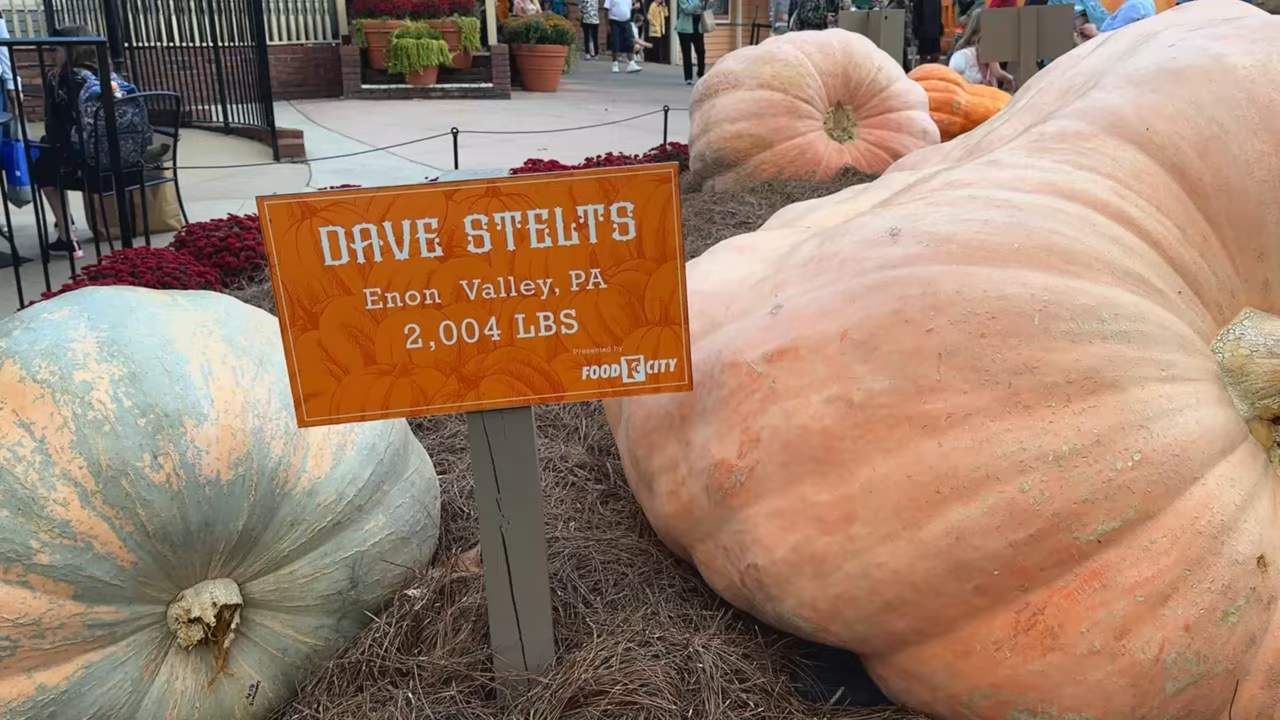 DAVE STELTS
Enon Valley, PA
2,004 LBS
Presented by
FOOD CITY